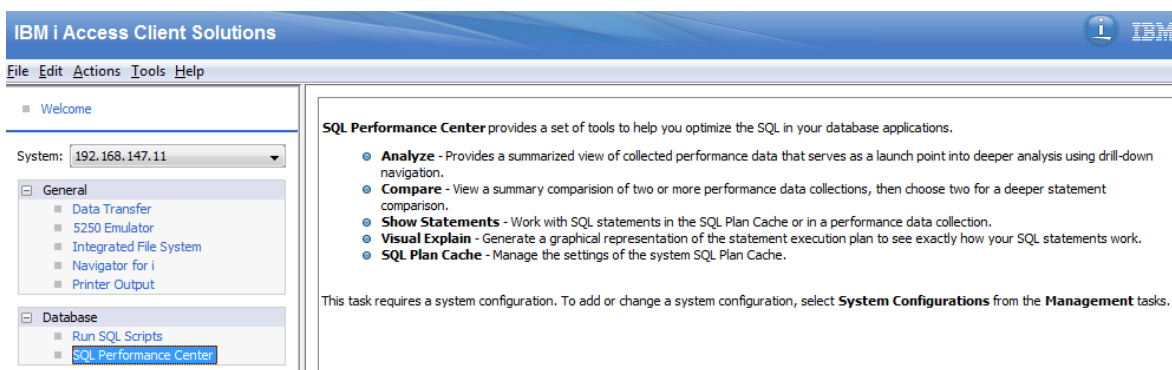 IBM i Access Client Solutions
i IBM
File Edit Actions Tools Help
Welcome
System: 192.168.147.11
General
Data Transfer
5250 Emulator
Integrated File System
Navigator for i
Printer Output
Database
Run SQL Scripts
SQL Performance Center
SQL Performance Center provides a set of tools to help you optimize the SQL in your database applications.
Analyze - Provides a summarized view of collected performance data that serves as a launch point into deeper analysis using drill-down
navigation.
Compare - View a summary comparision of two or more performance data collections, then choose two for a deeper statement
comparison.
Show Statements - Work with SQL statements in the SQL Plan Cache or in a performance data collection.
Visual Explain - Generate a graphical representation of the statement execution plan to see exactly how your SQL statements work.
SQL Plan Cache - Manage the settings of the system SQL Plan Cache.
This task requires a system configuration. To add or change a system configuration, select System Configurations from the Management tasks.